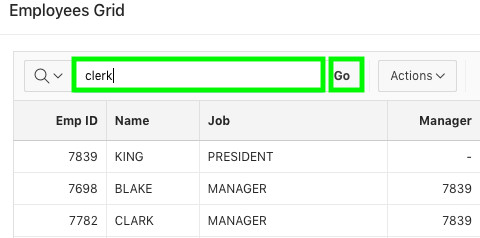 Employees Grid
clerk Go Actions
Emp ID Name Job Manager
7839 KING PRESIDENT -
7698 BLAKE MANAGER 7839
7782 CLARK MANAGER 7839